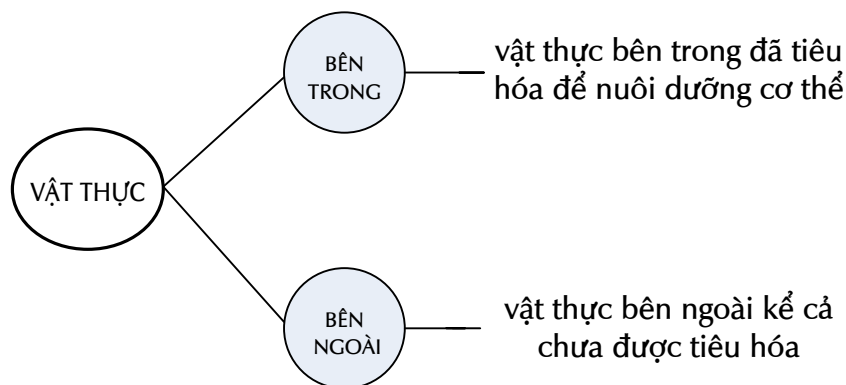 BÊN
TRONG
vật thực bên trong đã tiêu
hóa để nuôi dưỡng cơ thể
VẬT THỰC
BÊN
NGOÀI
vật thực bên ngoài kể cả
chưa được tiêu hóa